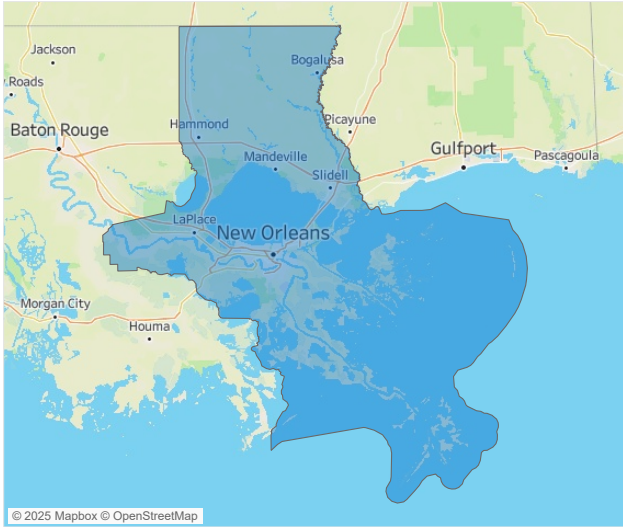 Jackson
Bogalusa
Roads
Picayune
Hammond
Baton Rouge
Gulfport
Mandeville
Pascagoula
Slidell
LaPlace
New Orleans
Morgan City
Houma
© 2025 Mapbox © OpenStreetMap